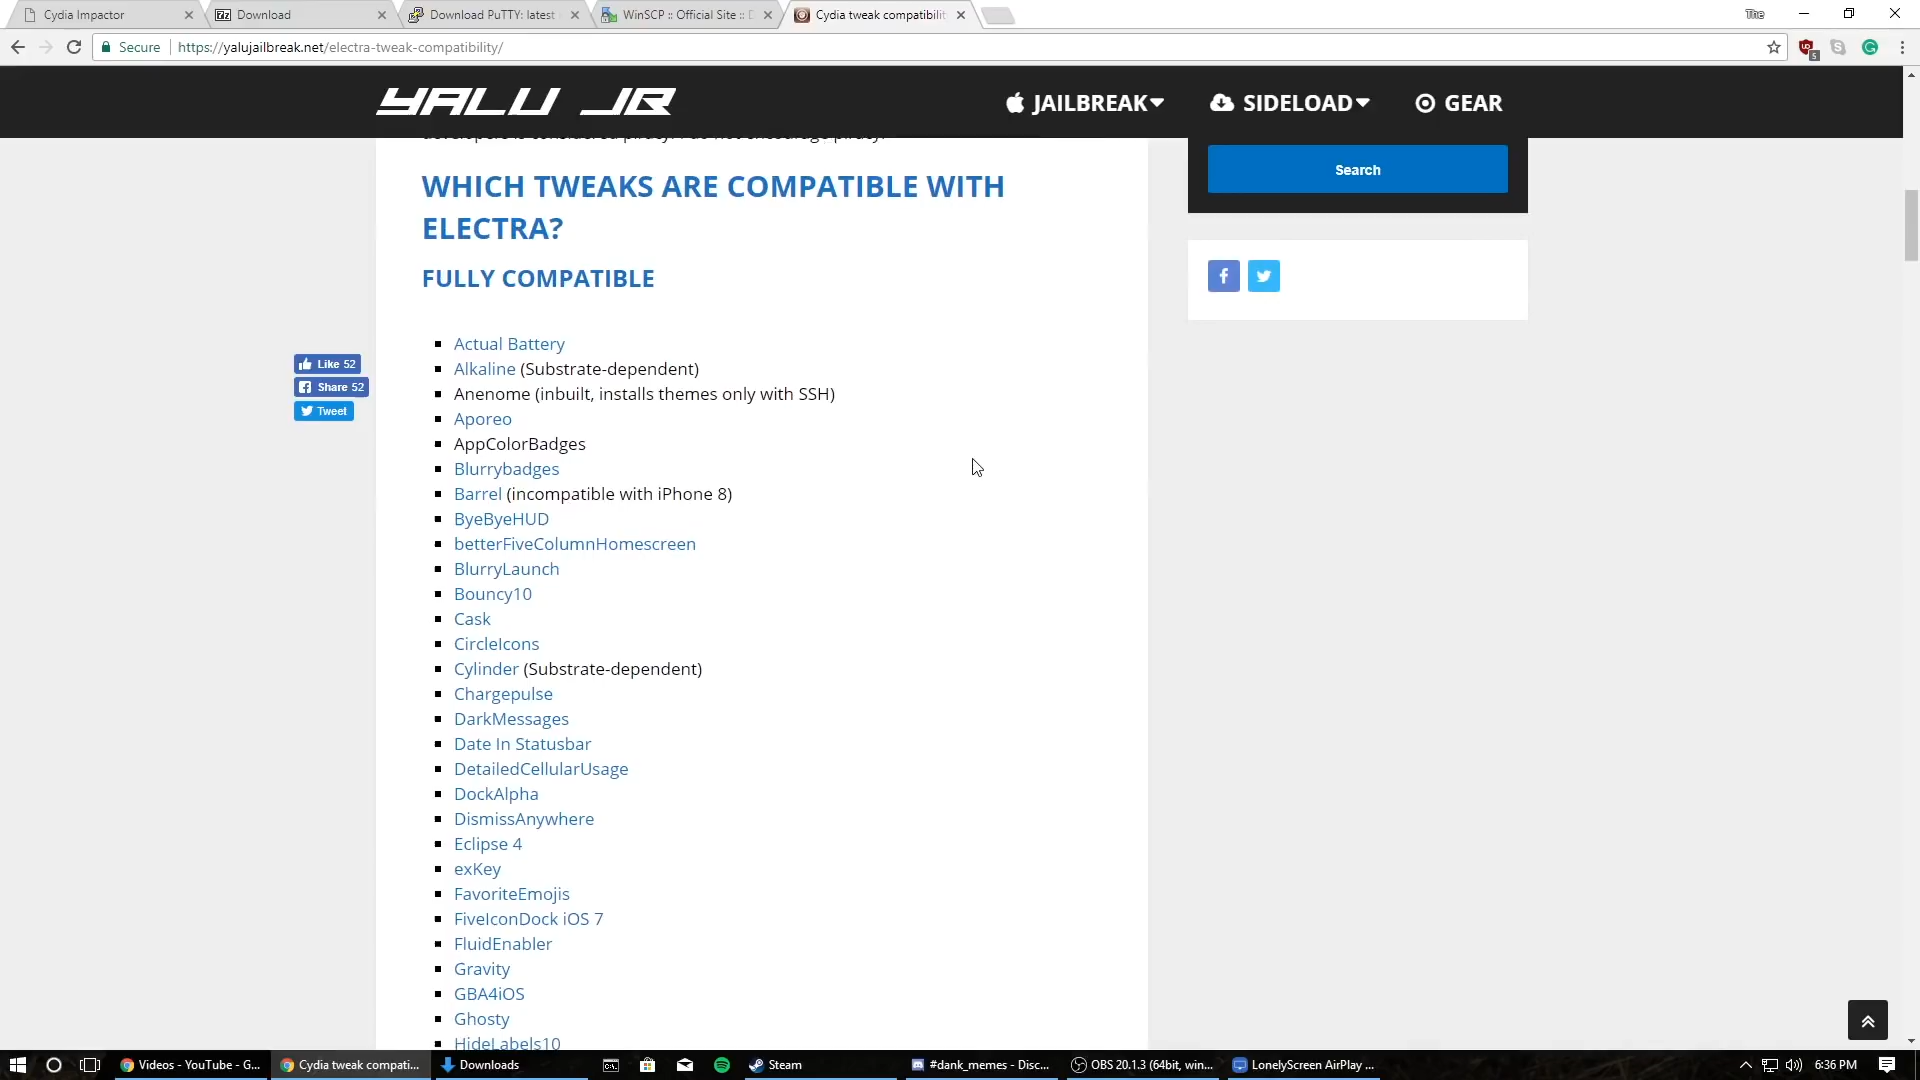 Cydia Impactor
Download
Download PuTTY: latest
WinSCP :: Official Site :: D
Cydia tweak compatibilit
The
Secure
https://yalujailbreak.net/electra-tweak-compatibility/
5
YALU JB
JAILBREAK
SIDELOAD
GEAR
WHICH TWEAKS ARE COMPATIBLE WITH
ELECTRA?
FULLY COMPATIBLE
Search
Like 52
Share 52
Tweet
Actual Battery
Alkaline (Substrate-dependent)
Anenome (inbuilt, installs themes only with SSH)
Aporeo
AppColorBadges
Blurrybadges
Barrel (incompatible with iPhone 8)
ByeByeHUD
betterFiveColumnHomescreen
BlurryLaunch
Bouncy10
Cask
CircleIcons
Cylinder (Substrate-dependent)
Chargepulse
DarkMessages
Date In Statusbar
DetailedCellularUsage
DockAlpha
DismissAnywhere
Eclipse 4
exKey
FavoriteEmojis
FiveIconDock iOS 7
FluidEnabler
Gravity
GBA4iOS
Ghosty
HideLabels10
Videos - YouTube - G...
Cydia tweak compati...
Downloads
Steam
#dank_memes - Disc...
OBS 20.1.3 (64bit, win...
LonelyScreen AirPlay ...
6:36 PM